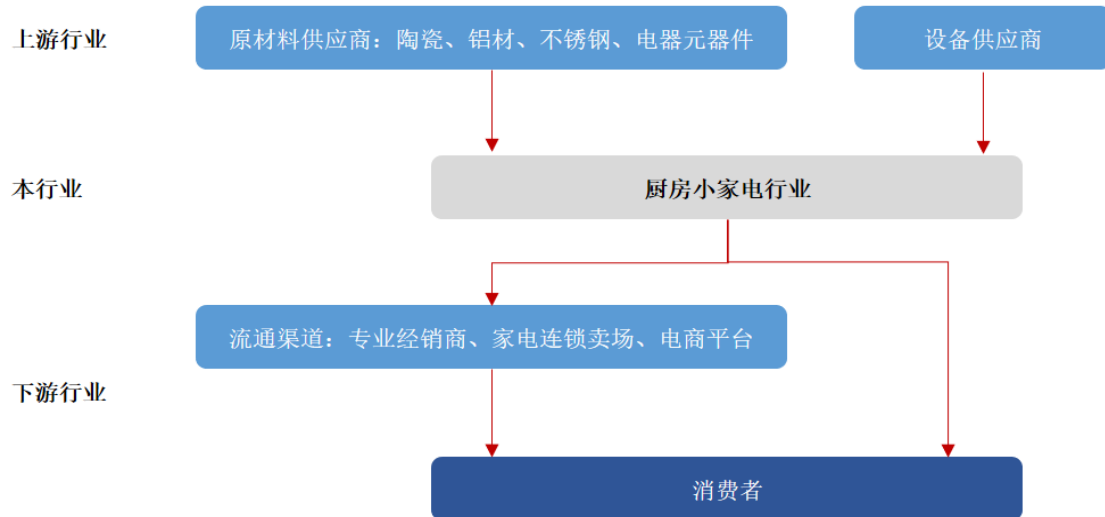 上游行业
原材料供应商：陶瓷、铝材、不锈钢、电器元器件
设备供应商
本行业
厨房小家电行业
流通渠道：专业经销商、家电连锁卖场、电商平台
下游行业
消费者